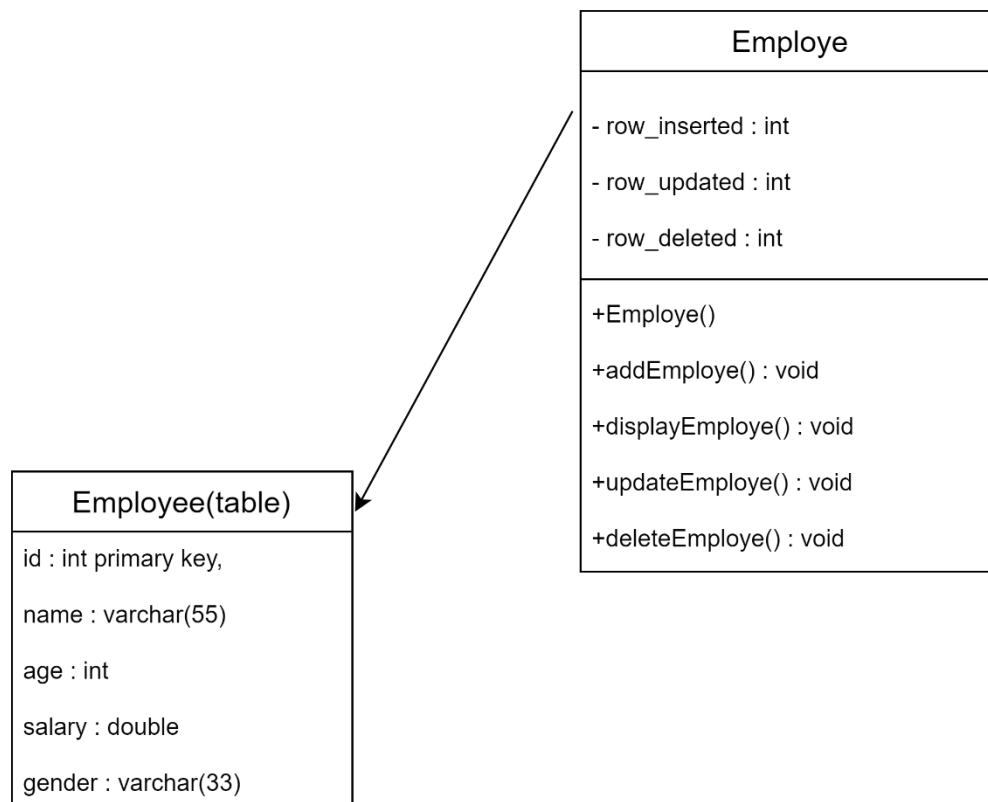 Employe
- row_inserted : int
- row_updated : int
- row_deleted : int
+Employe()
+addEmploye() : void
+displayEmploye() : void
+updateEmploye() : void
+deleteEmploye() : void
Employee(table)
id : int primary key,
name : varchar(55)
age : int
salary : double
gender : varchar(33)